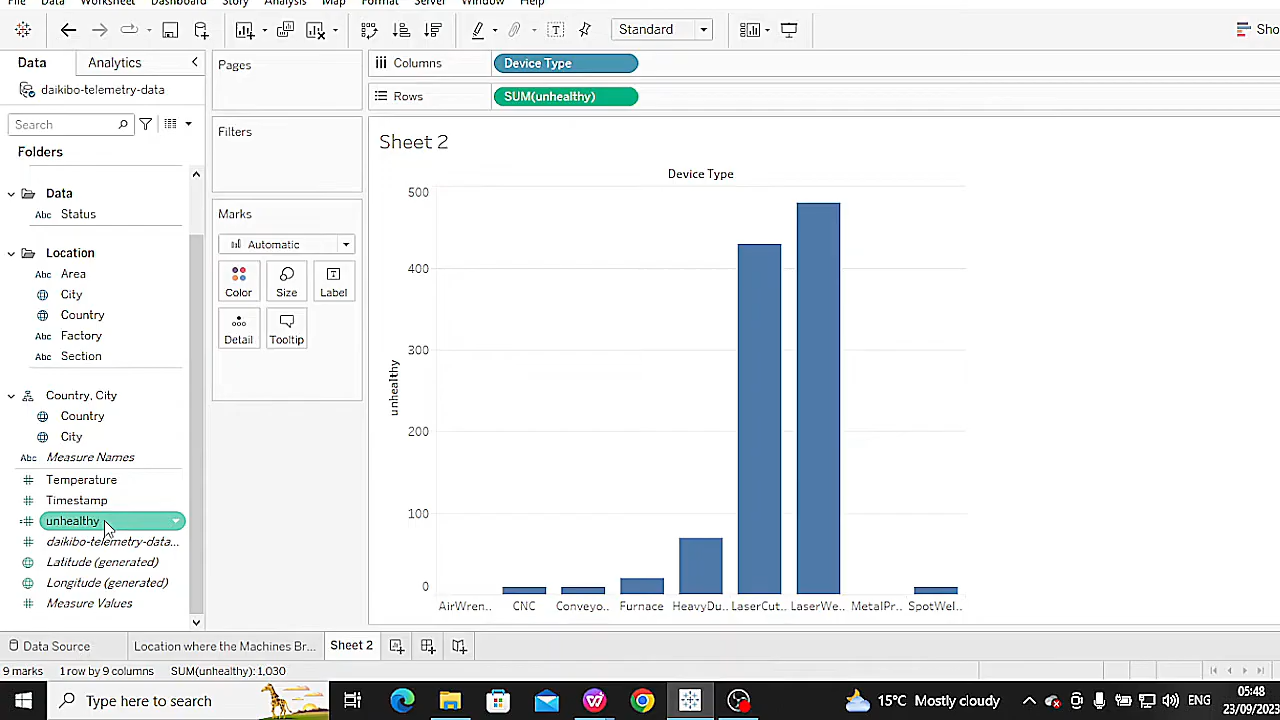 File Data Worksheet Dashboard Story Analysis Map Format Server Window Help
Standard
Sho
Data Analytics
daikibo-telemetry-data
Search
Folders
Data
Abc Status
Location
Abc Area
City
Country
Abc Factory
Abc Section
Country, City
Country
City
Abc Measure Names
Temperature
Timestamp
unhealthy
daikibo-telemetry-data...
Latitude (generated)
Longitude (generated)
Measure Values
Pages
Filters
Marks
Automatic
Color Size Label
Detail Tooltip
Columns Device Type
Rows SUM(unhealthy)
Sheet 2
Device Type
500
400
300
200
100
0
unhealthy
AirWren.. CNC Conveyo.. Furnace HeavyDu.. LaserCut.. LaserWe.. MetalPr.. SpotWel..
Data Source Location where the Machines Br... Sheet 2
9 marks 1 row by 9 columns SUM(unhealthy): 1,030
Type here to search
15°C Mostly cloudy
ENG
05:48
23/09/2023